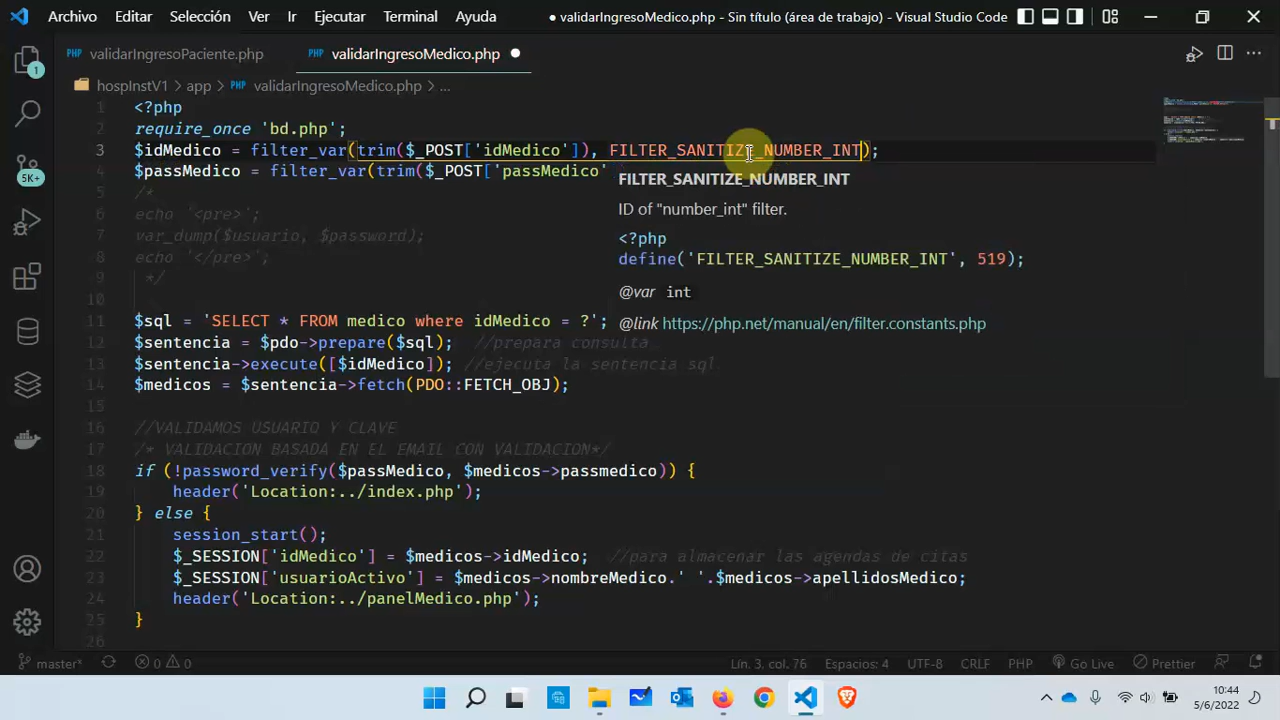 Archivo Editar Selección Ver Ir Ejecutar Terminal Ayuda ● validarIngresoMedico.php - Sin título (área de trabajo) - Visual Studio Code
PHP validarIngresoPaciente.php PHP validarIngresoMedico.php ●
hospInstV1 > app > PHP validarIngresoMedico.php > ...
1 <?php
2 require_once 'bd.php';
3 $idMedico = filter_var(trim($_POST['idMedico']), FILTER_SANITIZE_NUMBER_INT);
4 $passMedico = filter_var(trim($_POST['passMedico'
FILTER_SANITIZE_NUMBER_INT
ID of "number_int" filter.
<?php
define('FILTER_SANITIZE_NUMBER_INT', 519);
@var int
@link https://php.net/manual/en/filter.constants.php
5 /*
6 echo '<pre>';
7 var_dump($usuario, $password);
8 echo '</pre>';
9 */
10
11 $sql = 'SELECT * FROM medico where idMedico = ?';
12 $sentencia = $pdo->prepare($sql); //prepara consulta
13 $sentencia->execute([$idMedico]); //ejecuta la sentencia sql
14 $medicos = $sentencia->fetch(PDO::FETCH_OBJ);
15
16 //VALIDAMOS USUARIO Y CLAVE
17 /* VALIDACION BASADA EN EL EMAIL CON VALIDACION*/
18 if (!password_verify($passMedico, $medicos->passmedico)) {
19 header('Location:../index.php');
20 } else {
21 session_start();
22 $_SESSION['idMedico'] = $medicos->idMedico; //para almacenar las agendas de citas
23 $_SESSION['usuarioActivo'] = $medicos->nombreMedico.' '.$medicos->apellidosMedico;
24 header('Location:../panelMedico.php');
25 }
26
1
5K+
master* 0 0 Lín. 3, col. 76 Espacios: 4 UTF-8 CRLF PHP Go Live Prettier
10:44
5/6/2022